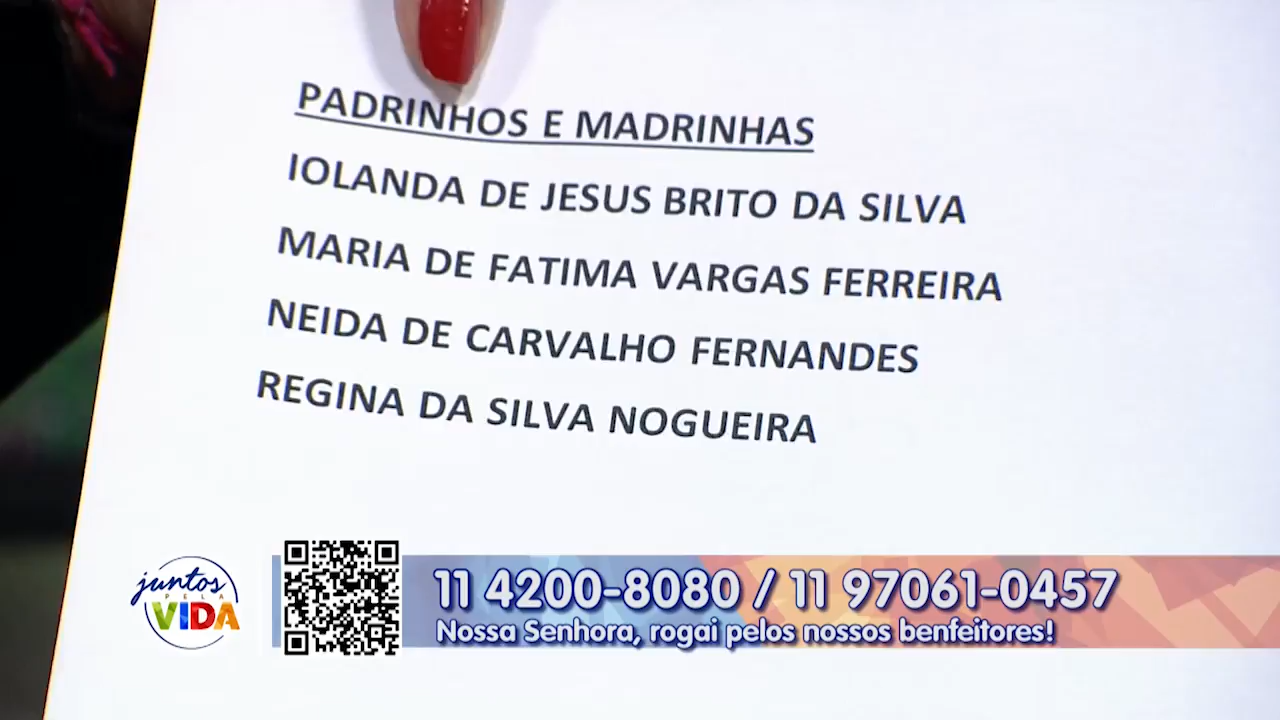 PADRINHOS E MADRINHAS
IOLANDA DE JESUS BRITO DA SILVA
MARIA DE FATIMA VARGAS FERREIRA
NEIDA DE CARVALHO FERNANDES
REGINA DA SILVA NOGUEIRA
juntos
PELA
VIDA
11 4200-8080 / 11 97061-0457
Nossa Senhora, rogai pelos nossos benfeitores!